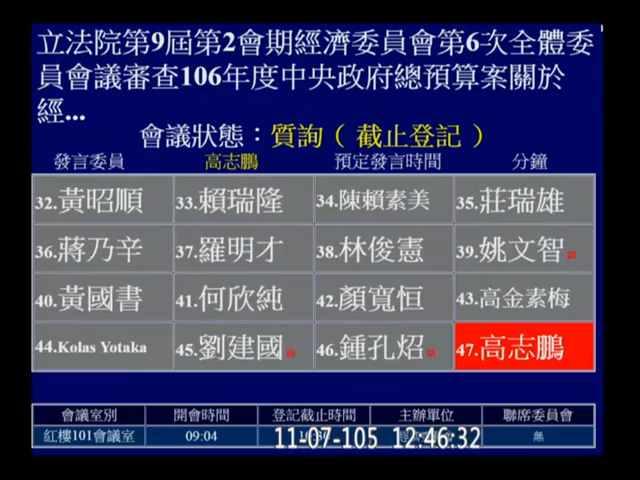 立法院第9屆第2會期經濟委員會第6次全體委
員會議審查106年度中央政府總預算案關於
經...
會議狀態：質詢（截止登記）
發言委員 高志鵬 預定發言時間 分鐘
32.黃昭順 33.賴瑞隆 34.陳賴素美 35.莊瑞雄
36.蔣乃辛 37.羅明才 38.林俊憲 39.姚文智
40.黃國書 41.何欣純 42.顏寬恒 43.高金素梅
44.Kolas Yotaka 45.劉建國 46.鍾孔炤 47.高志鵬
會議室別 開會時間 登記截止時間 主辦單位 聯席委員會
紅樓101會議室 09:04 無
11-07-105 12:46:32